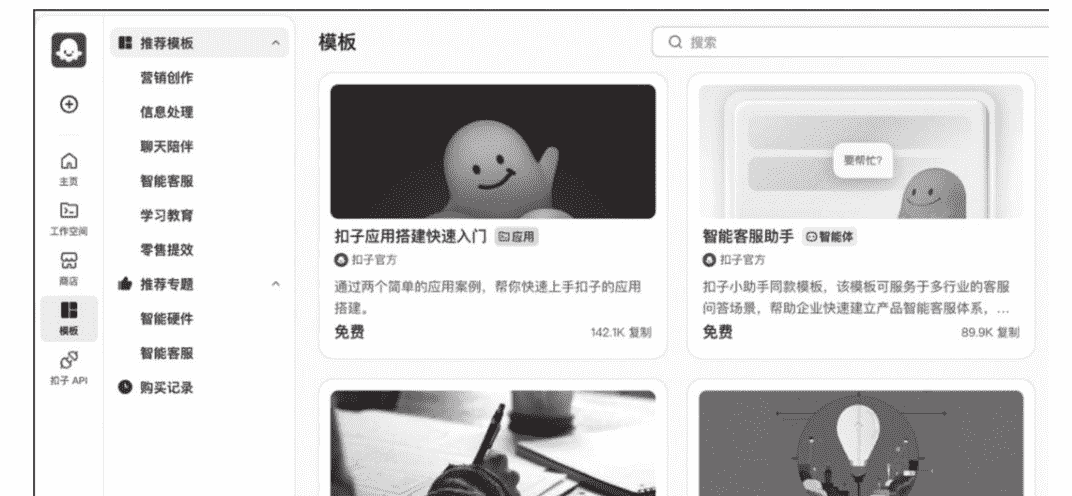 主页
工作空间
商店
模板
扣子 API
推荐模板
营销创作
信息处理
聊天陪伴
智能客服
学习教育
零售提效
推荐专题
智能硬件
智能客服
购买记录
模板
搜索
扣子应用搭建快速入门 应用
扣子官方
通过两个简单的应用案例，帮你快速上手扣子的应用
搭建。
免费 142.1K 复制
要帮忙?
智能客服助手 智能体
扣子官方
扣子小助手同款模板，该模板可服务于多行业的客服
问答场景，帮助企业快速建立产品智能客服体系，...
免费 89.9K 复制